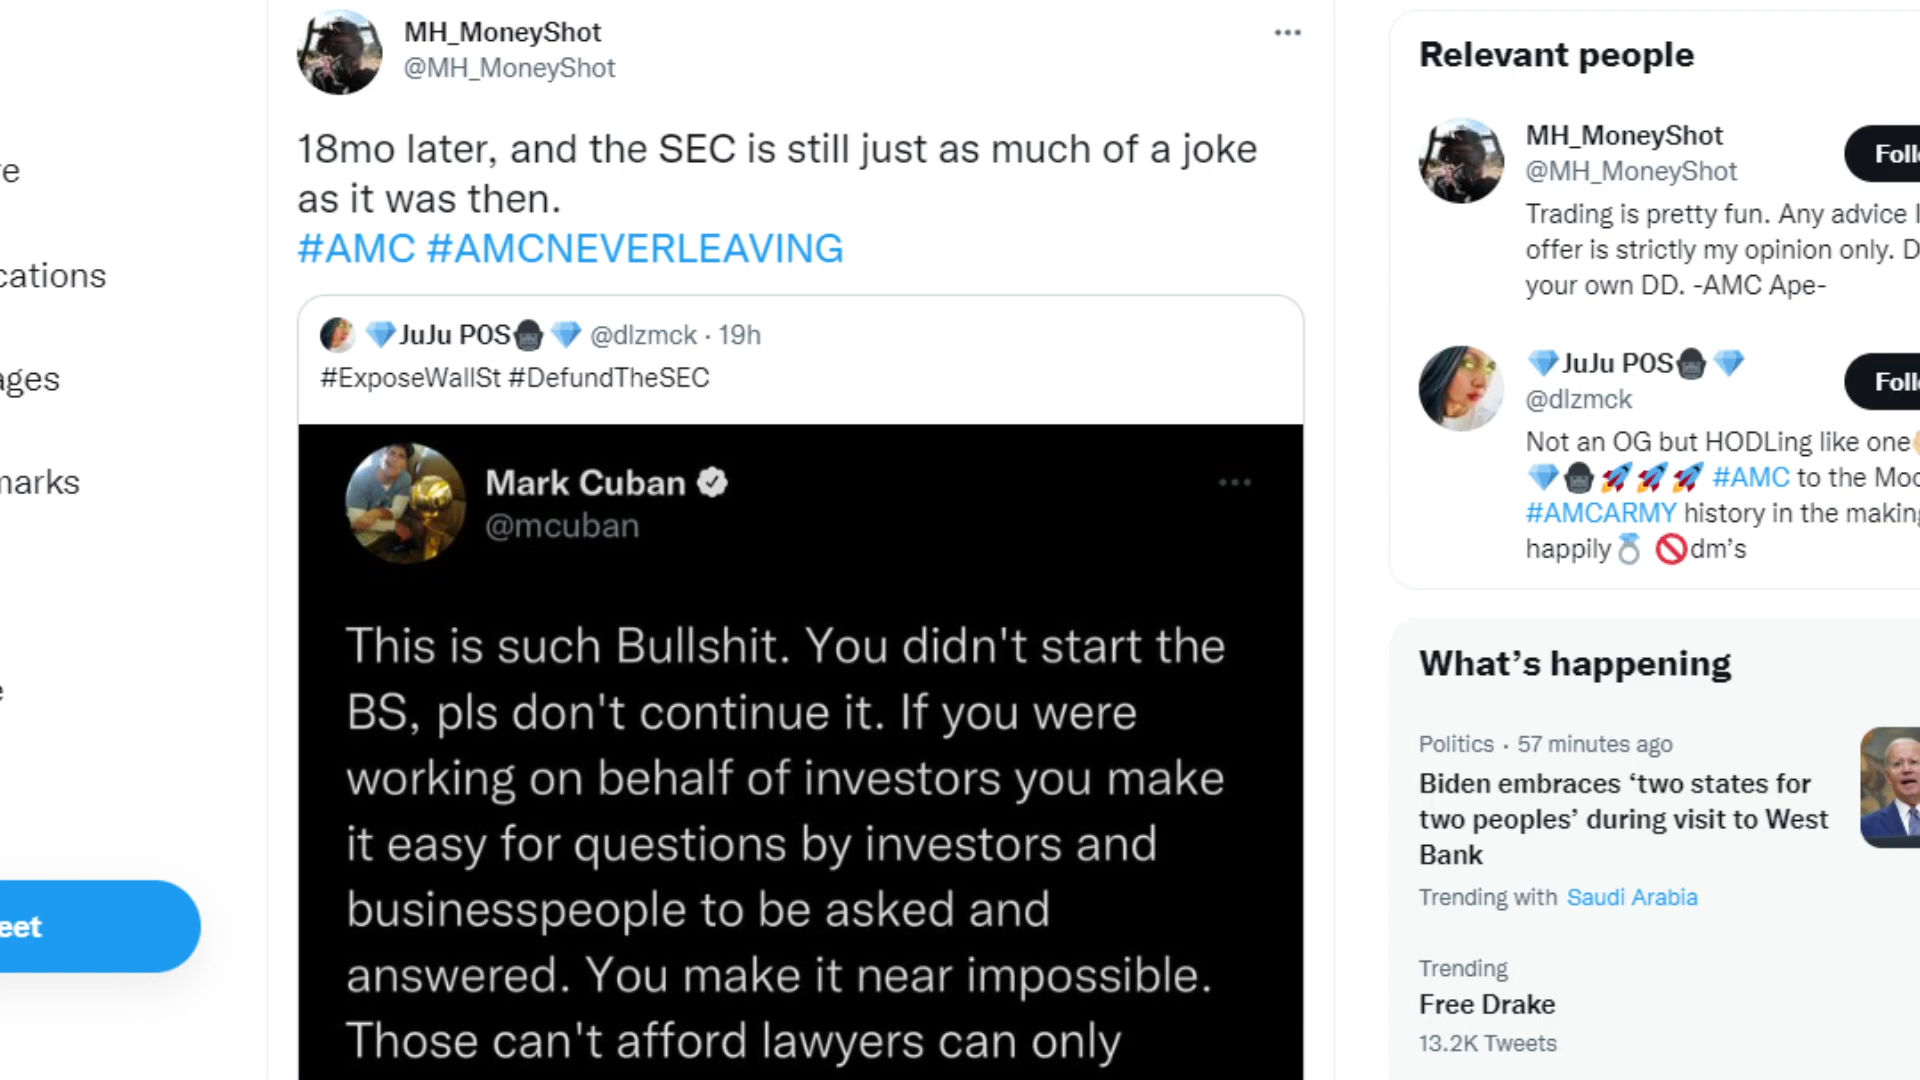 MH_MoneyShot
@MH_MoneyShot
18mo later, and the SEC is still just as much of a joke
as it was then.
#AMC #AMCNEVERLEAVING
💎JuJu POS🦍💎 @dlzmck · 19h
#ExposeWallSt #DefundTheSEC
Mark Cuban
@mcuban
This is such Bullshit. You didn't start the
BS, pls don't continue it. If you were
working on behalf of investors you make
it easy for questions by investors and
businesspeople to be asked and
answered. You make it near impossible.
Those can't afford lawyers can only
cations
ages
marks
eet
Relevant people
MH_MoneyShot
@MH_MoneyShot
Foll
Trading is pretty fun. Any advice I
offer is strictly my opinion only. D
your own DD. -AMC Ape-
💎JuJu POS🦍💎
@dlzmck
Foll
Not an OG but HODLing like one
💎🦍🚀🚀🚀 #AMC to the Moo
#AMCARMY history in the making
happily💍 🚫dm's
What's happening
Politics · 57 minutes ago
Biden embraces 'two states for
two peoples' during visit to West
Bank
Trending with Saudi Arabia
Trending
Free Drake
13.2K Tweets